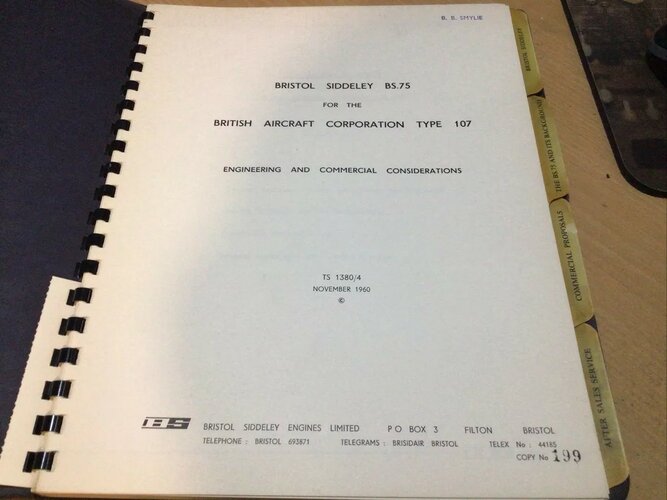 B. B. SMYLIE
BRISTOL SIDDELEY BS.75
FOR THE
BRITISH AIRCRAFT CORPORATION TYPE 107
ENGINEERING AND COMMERCIAL CONSIDERATIONS
TS 1380/4
NOVEMBER 1960
©
BS BRISTOL SIDDELEY ENGINES LIMITED P O BOX 3 FILTON BRISTOL
TELEPHONE : BRISTOL 693871 TELEGRAMS : BRISIDAIR BRISTOL TELEX No : 44185
COPY No 199
BRISTOL SIDDELEY
THE BS.75 AND ITS BACKGROUND
COMMERCIAL PROPOSALS
AFTER SALES SERVICE